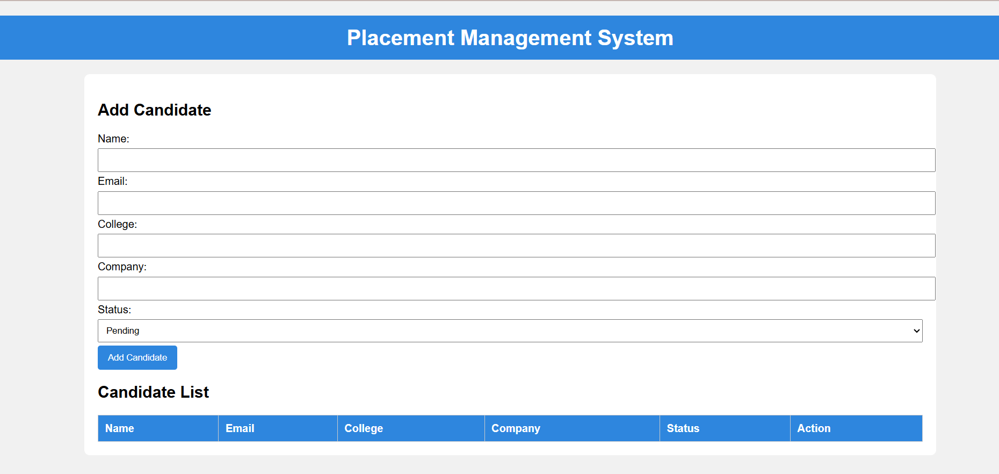 Placement Management System
Add Candidate
Name:
Email:
College:
Company:
Status:
Pending
Add Candidate
Candidate List
Name Email College Company Status Action